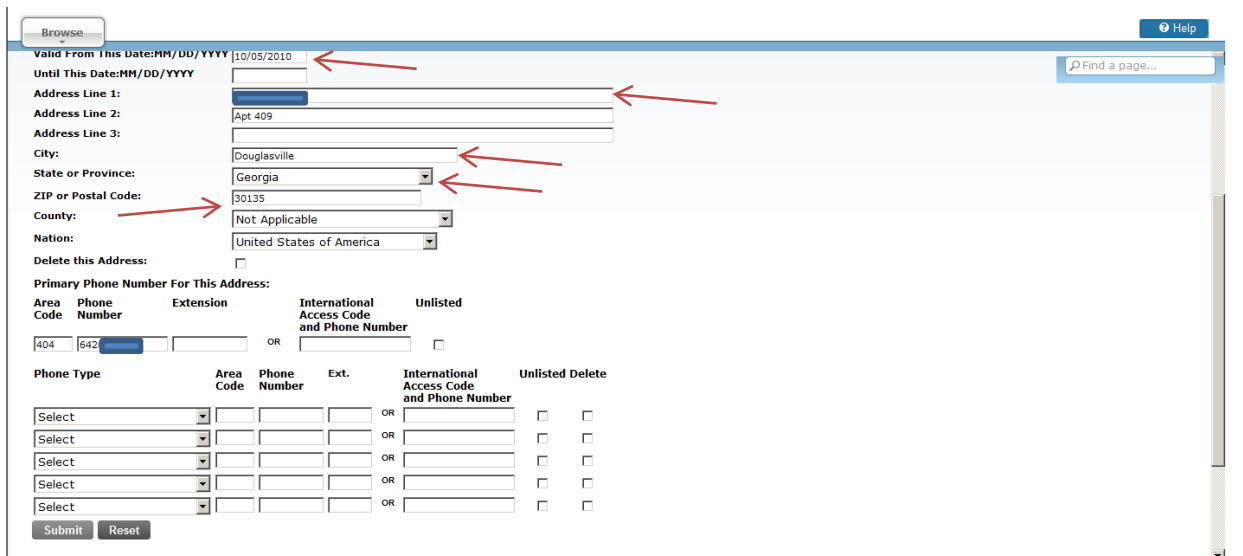 Browse
Help
Valid From This Date:MM/DD/YYYY 10/05/2010
Find a page...
Until This Date:MM/DD/YYYY
Address Line 1:
Address Line 2: Apt 409
Address Line 3:
City: Douglasville
State or Province: Georgia
ZIP or Postal Code: 30135
County: Not Applicable
Nation: United States of America
Delete this Address:
Primary Phone Number For This Address:
Area Phone Extension International Unlisted
Code Number Access Code
and Phone Number
404 642 OR
Phone Type Area Phone Ext. International Unlisted Delete
Code Number Access Code
and Phone Number
Select OR
Select OR
Select OR
Select OR
Select OR
Submit Reset